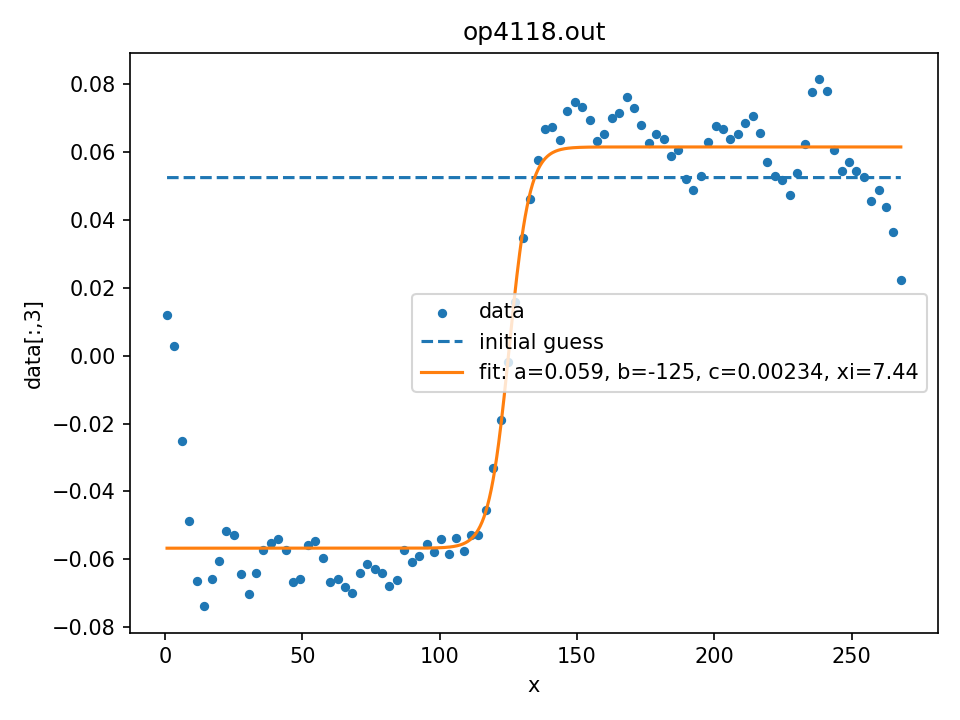 op4118.out
0.08
0.06
0.04
0.02
0.00
−0.02
−0.04
−0.06
−0.08
data[:,3]
data
initial guess
fit: a=0.059, b=-125, c=0.00234, xi=7.44
0 50 100 150 200 250
x